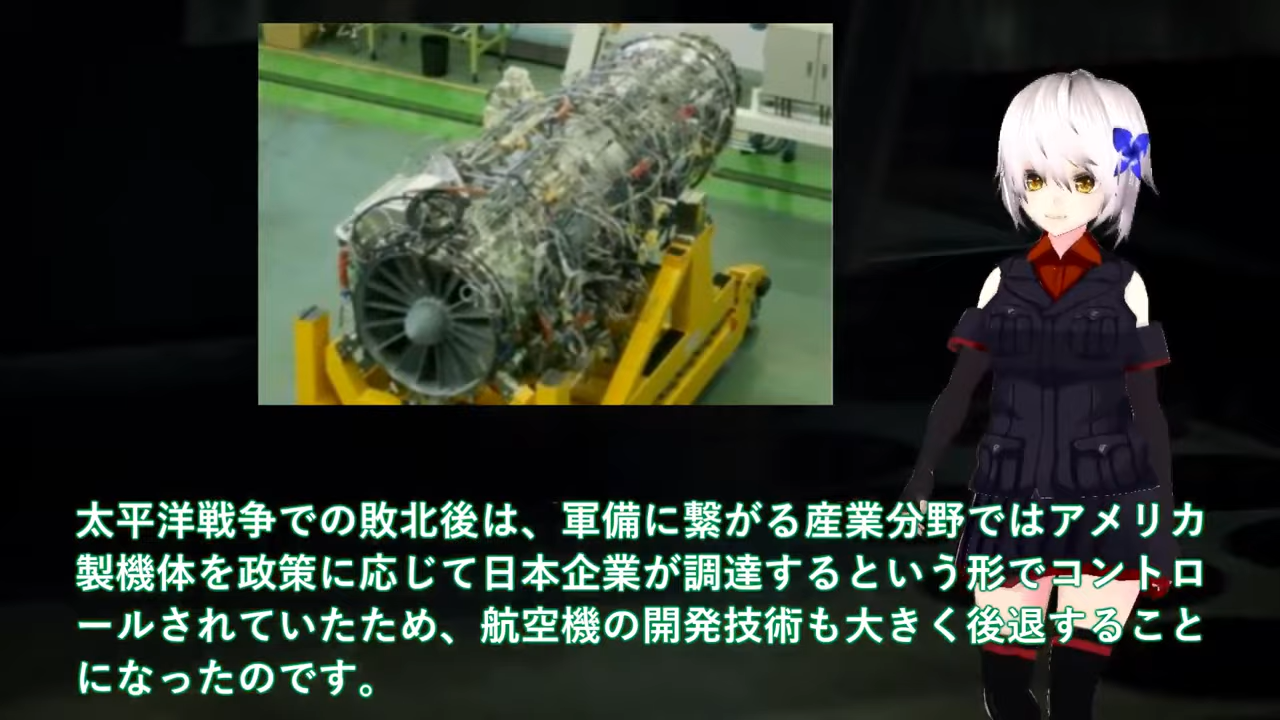 太平洋戦争での敗北後は、軍備に繋がる産業分野ではアメリカ
製機体を政策に応じて日本企業が調達するという形でコントロ
ールされていたため、航空機の開発技術も大きく後退すること
になったのです。